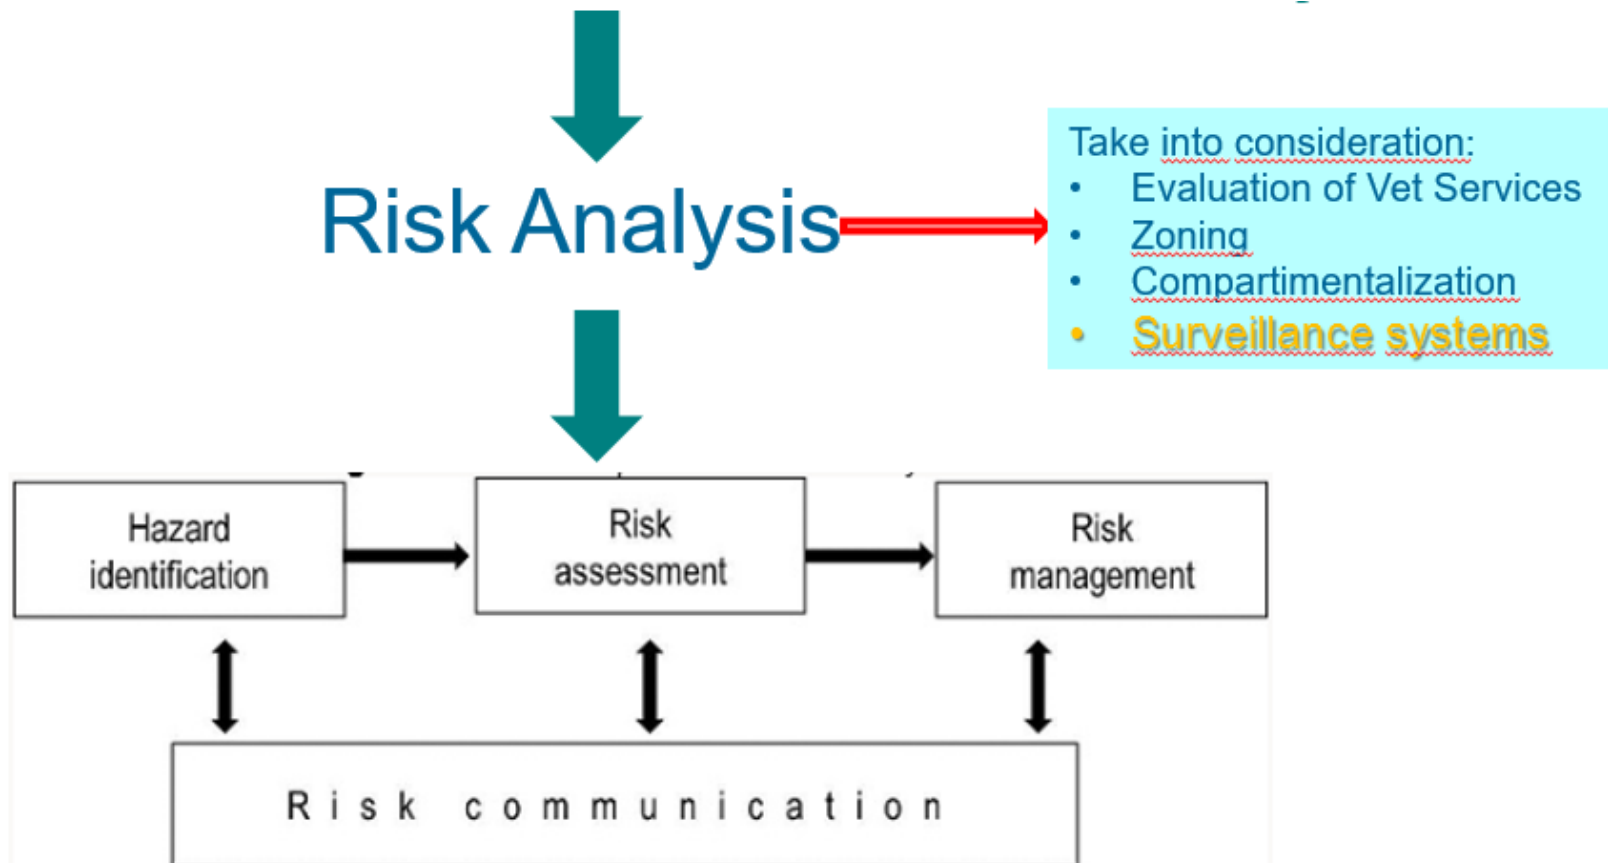 Risk Analysis
Take into consideration:
• Evaluation of Vet Services
• Zoning
• Compartimentalization
• Surveillance systems
Hazard
identification
Risk
assessment
Risk
management
Risk communication